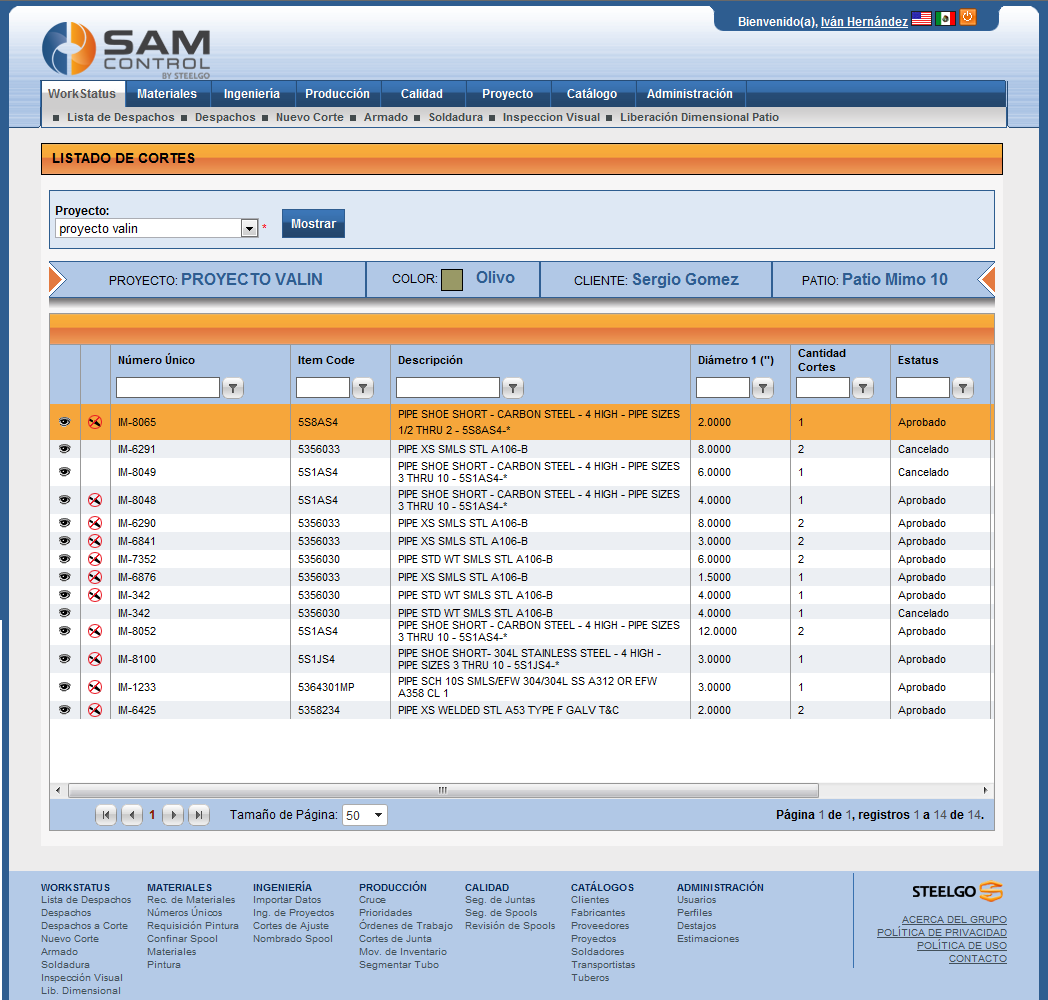 Bienvenido(a), Iván Hernández
SAM
CONTROL
BY STEELGO
WorkStatus Materiales Ingeniería Producción Calidad Proyecto Catálogo Administración
Lista de Despachos Despachos Nuevo Corte Armado Soldadura Inspeccion Visual Liberación Dimensional Patio
LISTADO DE CORTES
Proyecto:
proyecto valin * Mostrar
PROYECTO: PROYECTO VALIN COLOR: Olivo CLIENTE: Sergio Gomez PATIO: Patio Mimo 10
Número Único Item Code Descripción Diámetro 1 (") Cantidad Cortes Estatus
IM-8065 5S8AS4 PIPE SHOE SHORT - CARBON STEEL - 4 HIGH - PIPE SIZES 1/2 THRU 2 - 5S8AS4-* 2.0000 1 Aprobado
IM-6291 5356033 PIPE XS SMLS STL A106-B 8.0000 2 Cancelado
IM-8049 5S1AS4 PIPE SHOE SHORT - CARBON STEEL - 4 HIGH - PIPE SIZES 3 THRU 10 - 5S1AS4-* 6.0000 1 Cancelado
IM-8048 5S1AS4 PIPE SHOE SHORT - CARBON STEEL - 4 HIGH - PIPE SIZES 3 THRU 10 - 5S1AS4-* 4.0000 1 Aprobado
IM-6290 5356033 PIPE XS SMLS STL A106-B 8.0000 2 Aprobado
IM-6841 5356033 PIPE XS SMLS STL A106-B 3.0000 2 Aprobado
IM-7352 5356030 PIPE STD WT SMLS STL A106-B 6.0000 2 Aprobado
IM-6876 5356033 PIPE XS SMLS STL A106-B 1.5000 1 Aprobado
IM-342 5356030 PIPE STD WT SMLS STL A106-B 4.0000 1 Aprobado
IM-342 5356030 PIPE STD WT SMLS STL A106-B 4.0000 1 Cancelado
IM-8052 5S1AS4 PIPE SHOE SHORT - CARBON STEEL - 4 HIGH - PIPE SIZES 3 THRU 10 - 5S1AS4-* 12.0000 2 Aprobado
IM-8100 5S1JS4 PIPE SHOE SHORT- 304L STAINLESS STEEL - 4 HIGH - PIPE SIZES 3 THRU 10 - 5S1JS4-* 3.0000 1 Aprobado
IM-1233 5364301MP PIPE SCH 10S SMLS/EFW 304/304L SS A312 OR EFW A358 CL 1 3.0000 1 Aprobado
IM-6425 5358234 PIPE XS WELDED STL A53 TYPE F GALV T&C 2.0000 2 Aprobado
1 Tamaño de Página: 50 Página 1 de 1, registros 1 a 14 de 14.
WORKSTATUS
Lista de Despachos
Despachos
Despachos a Corte
Nuevo Corte
Armado
Soldadura
Inspección Visual
Lib. Dimensional
MATERIALES
Rec. de Materiales
Números Únicos
Requisición Pintura
Confinar Spool
Materiales
Pintura
INGENIERÍA
Importar Datos
Ing. de Proyectos
Cortes de Ajuste
Nombrado Spool
PRODUCCIÓN
Cruce
Prioridades
Órdenes de Trabajo
Cortes de Junta
Mov. de Inventario
Segmentar Tubo
CALIDAD
Seg. de Juntas
Seg. de Spools
Revisión de Spools
CATÁLOGOS
Clientes
Fabricantes
Proveedores
Proyectos
Soldadores
Transportistas
Tuberos
ADMINISTRACIÓN
Usuarios
Perfiles
Destajos
Estimaciones
STEELGO
ACERCA DEL GRUPO
POLÍTICA DE PRIVACIDAD
POLÍTICA DE USO
CONTACTO